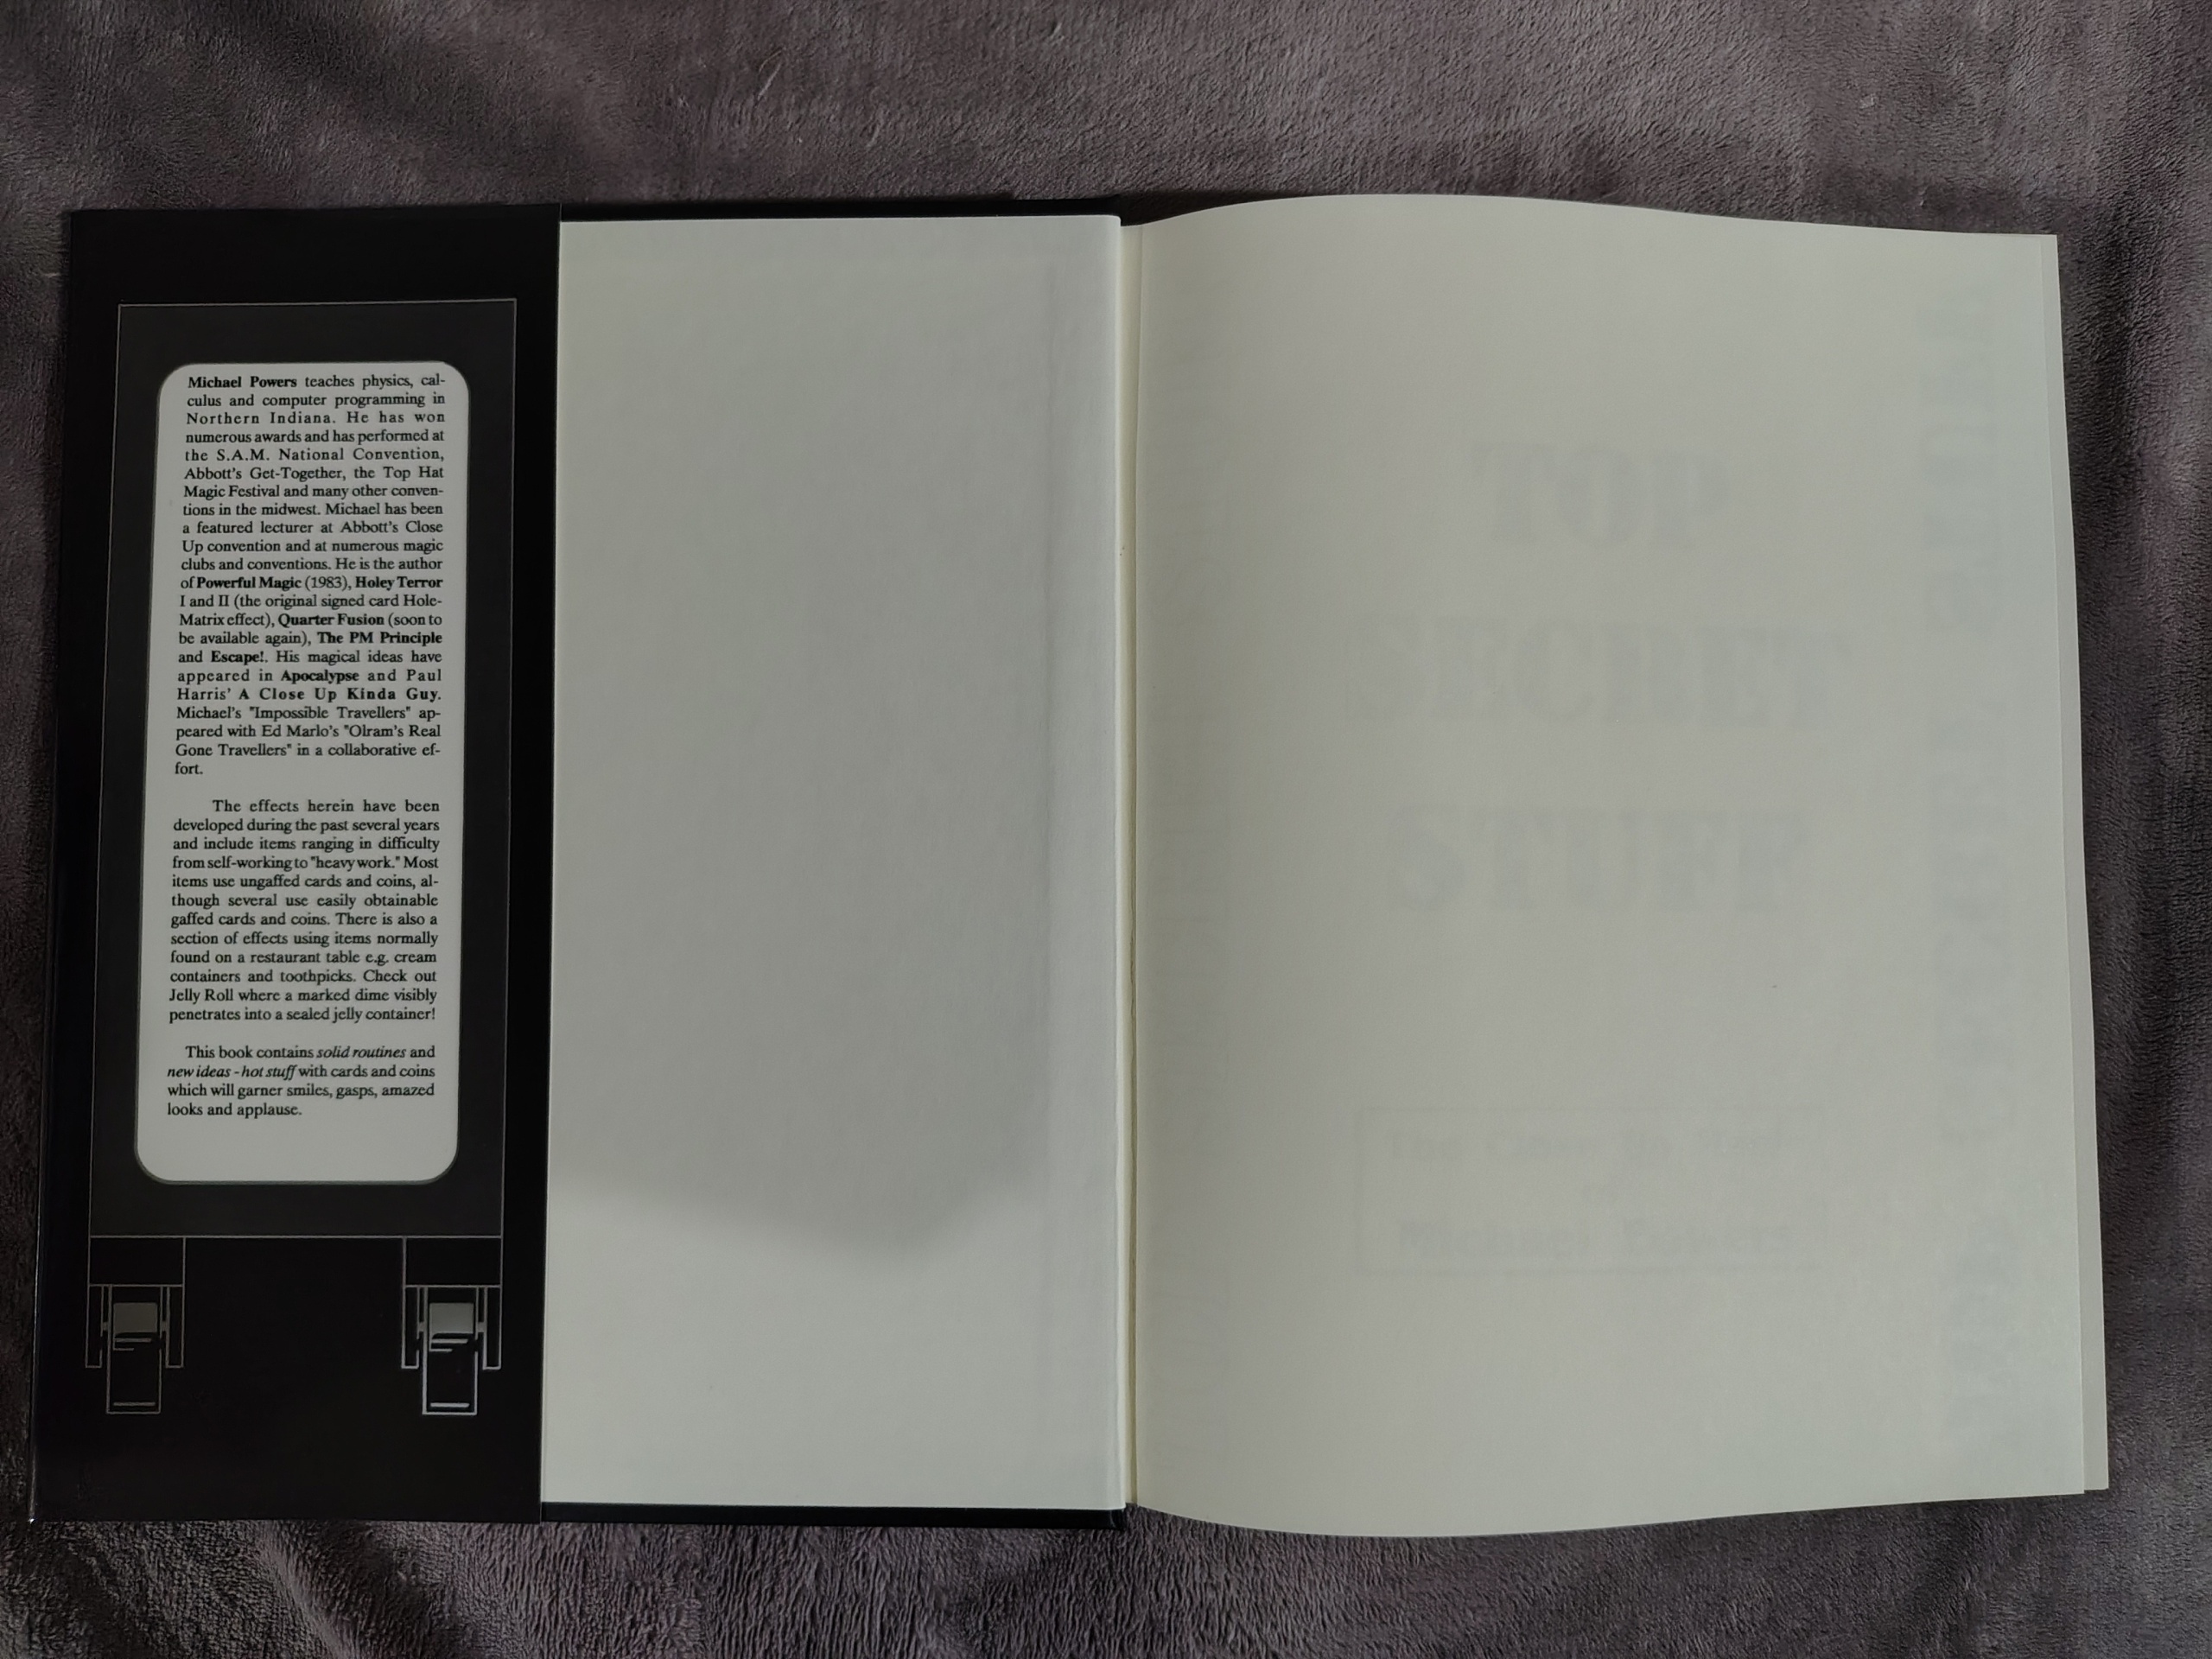 Michael Powers teaches physics, cal-
culus and computer programming in
Northern Indiana. He has won
numerous awards and has performed at
the S.A.M. National Convention,
Abbott's Get-Together, the Top Hat
Magic Festival and many other conven-
tions in the midwest. Michael has been
a featured lecturer at Abbott's Close
Up convention and at numerous magic
clubs and conventions. He is the author
of Powerful Magic (1983), Holey Terror
I and II (the original signed card Hole-
Matrix effect), Quarter Fusion (soon to
be available again), The PM Principle
and Escape!. His magical ideas have
appeared in Apocalypse and Paul
Harris' A Close Up Kinda Guy.
Michael's "Impossible Travellers" ap-
peared with Ed Marlo's "Olram's Real
Gone Travellers" in a collaborative ef-
fort.
The effects herein have been
developed during the past several years
and include items ranging in difficulty
from self-working to "heavy work." Most
items use ungaffed cards and coins, al-
though several use easily obtainable
gaffed cards and coins. There is also a
section of effects using items normally
found on a restaurant table e.g. cream
containers and toothpicks. Check out
Jelly Roll where a marked dime visibly
penetrates into a sealed jelly container!
This book contains solid routines and
new ideas - hot stuff with cards and coins
which will garner smiles, gasps, amazed
looks and applause.
TOP
SECRET
STUFF
Michael Powers